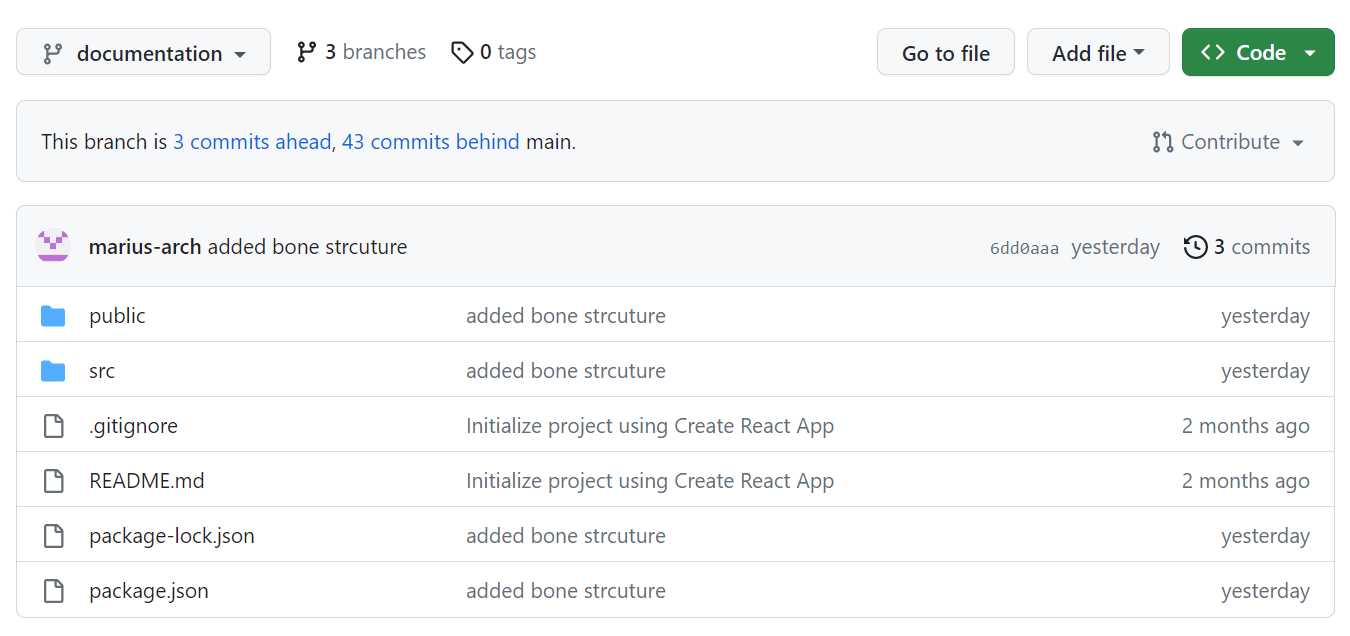 documentation 3 branches 0 tags Go to file Add file Code
This branch is 3 commits ahead, 43 commits behind main. Contribute
marius-arch added bone strcuture 6dd0aaa yesterday 3 commits
public added bone strcuture yesterday
src added bone strcuture yesterday
.gitignore Initialize project using Create React App 2 months ago
README.md Initialize project using Create React App 2 months ago
package-lock.json added bone strcuture yesterday
package.json added bone strcuture yesterday